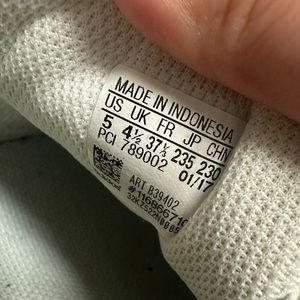 MADE IN INDONESIA
US UK FR JP CHN
5 4½ 37⅓ 235 230
PCI 789002 01/17
ART B39402